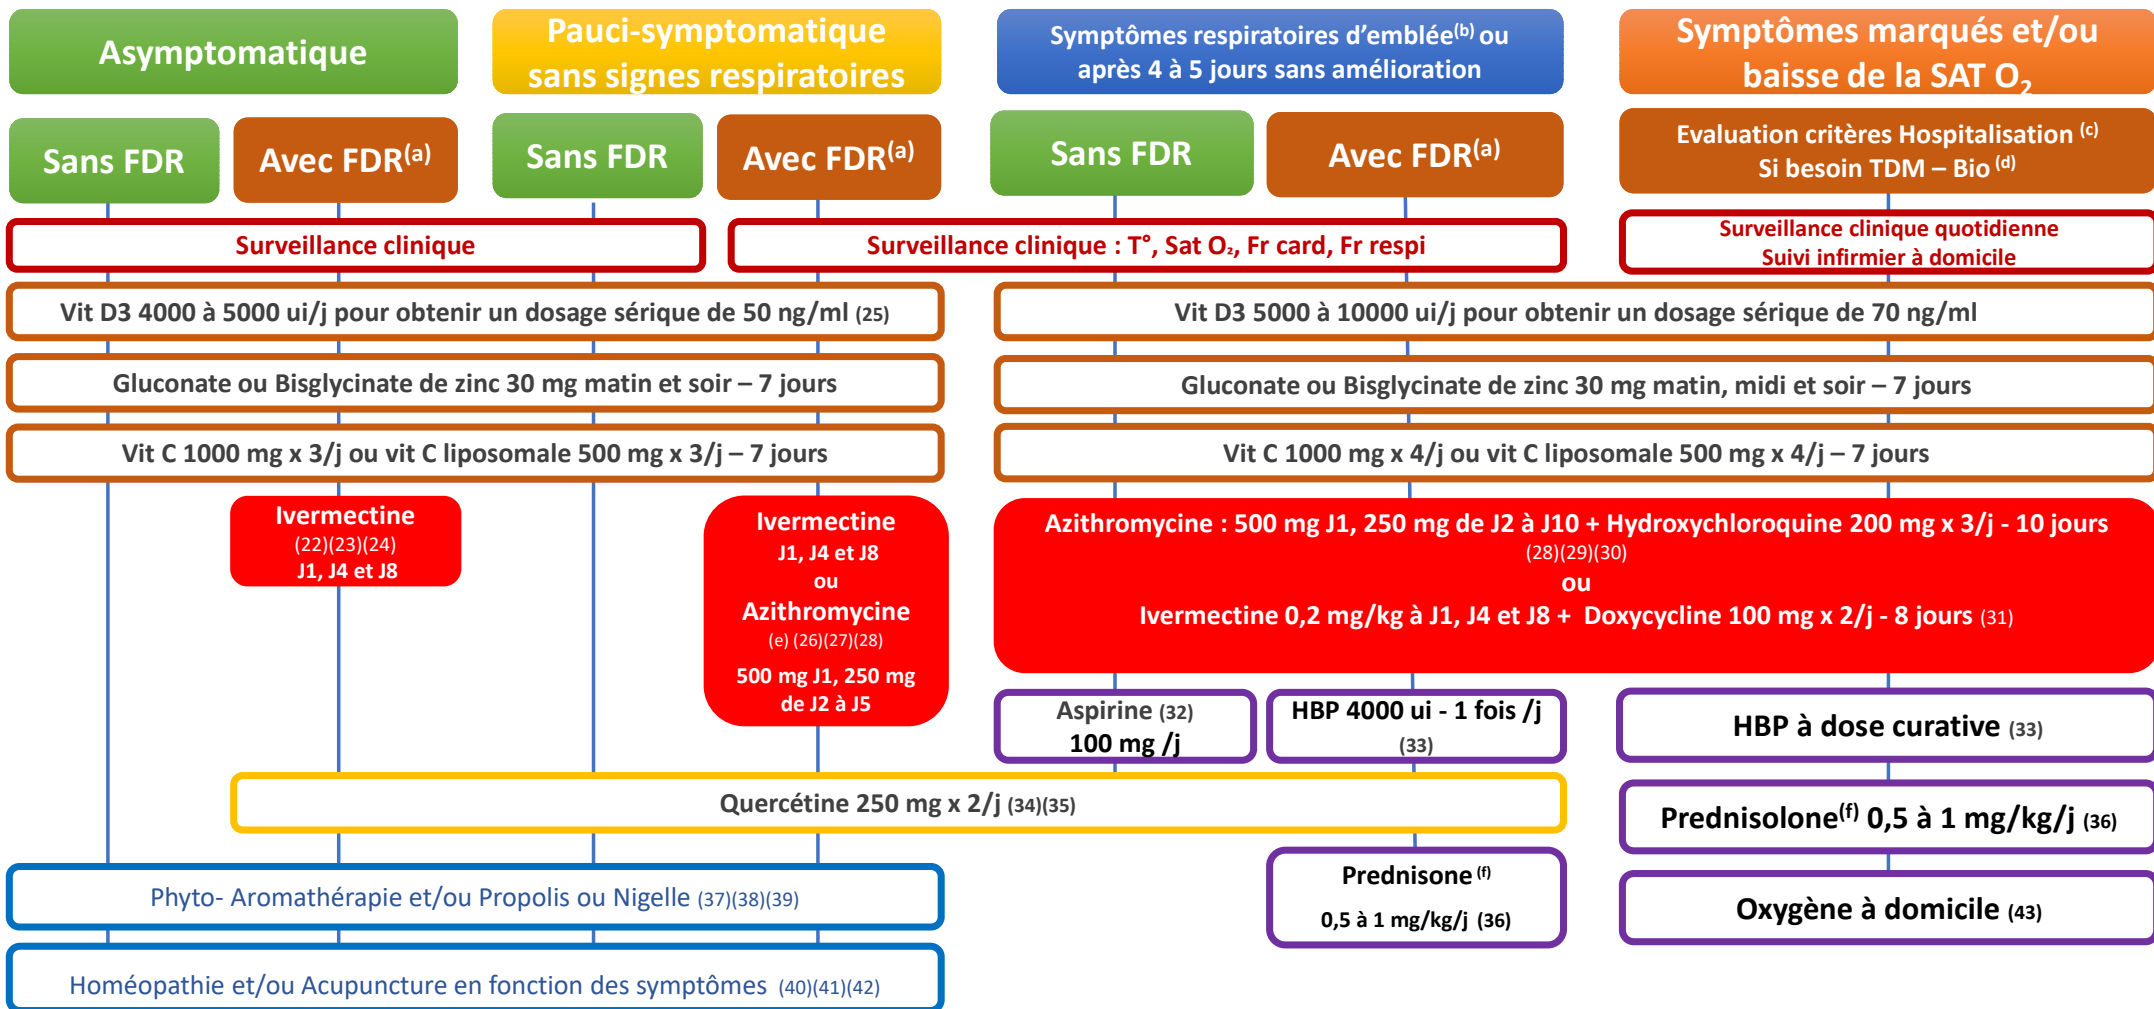 Asymptomatique
Pauci-symptomatique
sans signes respiratoires
Symptômes respiratoires d’emblée(b) ou
après 4 à 5 jours sans amélioration
Symptômes marqués et/ou
baisse de la SAT O₂
Sans FDR
Avec FDR(a)
Sans FDR
Avec FDR(a)
Sans FDR
Avec FDR(a)
Evaluation critères Hospitalisation (c)
Si besoin TDM – Bio (d)
Surveillance clinique
Surveillance clinique : T°, Sat O₂, Fr card, Fr respi
Surveillance clinique quotidienne
Suivi infirmier à domicile
Vit D3 4000 à 5000 ui/j pour obtenir un dosage sérique de 50 ng/ml (25)
Vit D3 5000 à 10000 ui/j pour obtenir un dosage sérique de 70 ng/ml
Gluconate ou Bisglycinate de zinc 30 mg matin et soir – 7 jours
Gluconate ou Bisglycinate de zinc 30 mg matin, midi et soir – 7 jours
Vit C 1000 mg x 3/j ou vit C liposomale 500 mg x 3/j – 7 jours
Vit C 1000 mg x 4/j ou vit C liposomale 500 mg x 4/j – 7 jours
Ivermectine
(22)(23)(24)
J1, J4 et J8
Ivermectine
J1, J4 et J8
ou
Azithromycine
(e) (26)(27)(28)
500 mg J1, 250 mg
de J2 à J5
Azithromycine : 500 mg J1, 250 mg de J2 à J10 + Hydroxychloroquine 200 mg x 3/j - 10 jours
(28)(29)(30)
ou
Ivermectine 0,2 mg/kg à J1, J4 et J8 + Doxycycline 100 mg x 2/j - 8 jours (31)
Aspirine (32)
100 mg /j
HBP 4000 ui - 1 fois /j
(33)
HBP à dose curative (33)
Quercétine 250 mg x 2/j (34)(35)
Prednisolone(f) 0,5 à 1 mg/kg/j (36)
Prednisone (f)
0,5 à 1 mg/kg/j (36)
Phyto- Aromathérapie et/ou Propolis ou Nigelle (37)(38)(39)
Oxygène à domicile (43)
Homéopathie et/ou Acupuncture en fonction des symptômes (40)(41)(42)